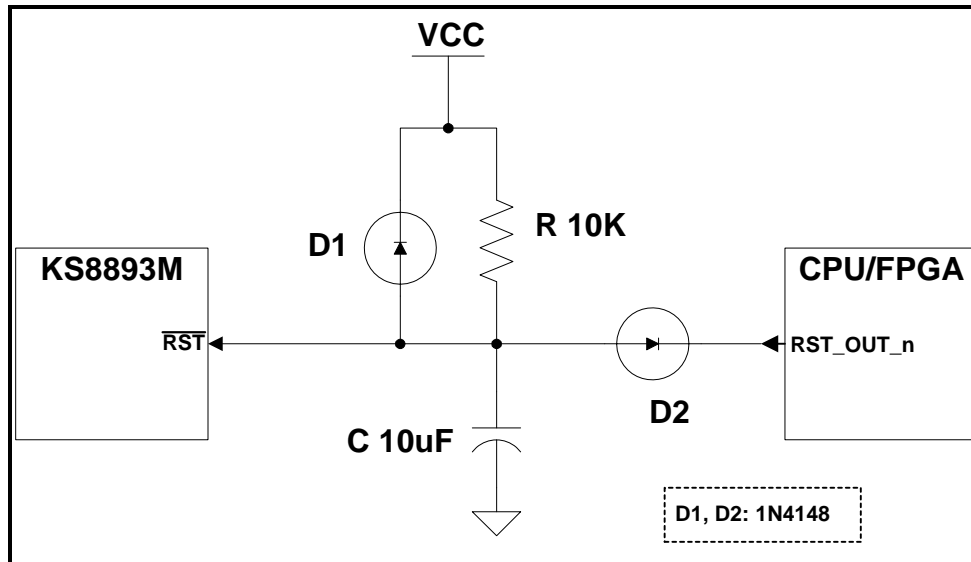 VCC
D1
R 10K
KS8893M
CPU/FPGA
RST
RST_OUT_n
D2
C 10uF
D1, D2: 1N4148